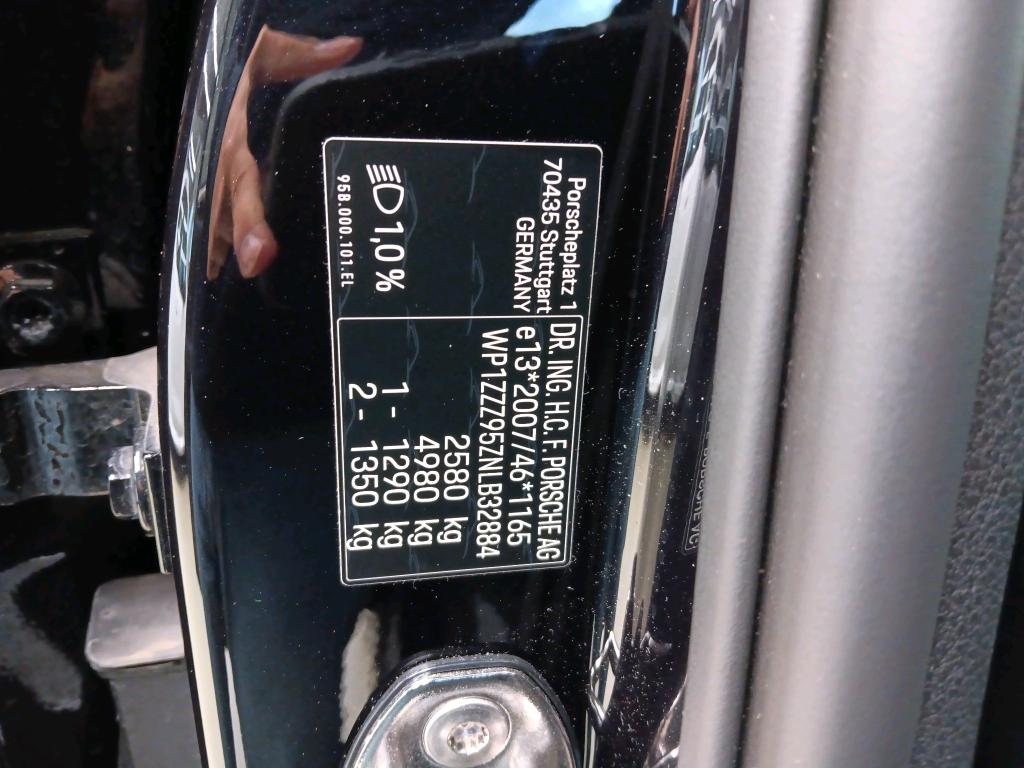 Porscheplatz 1
70435 Stuttgart
GERMANY
DR. ING. H.C. F. PORSCHE AG
e13*2007/46*1165
WP1ZZZ95ZNLB32884
2580 kg
4980 kg
1 - 1290 kg
2 - 1350 kg
1,0 %
958.000.101.EL